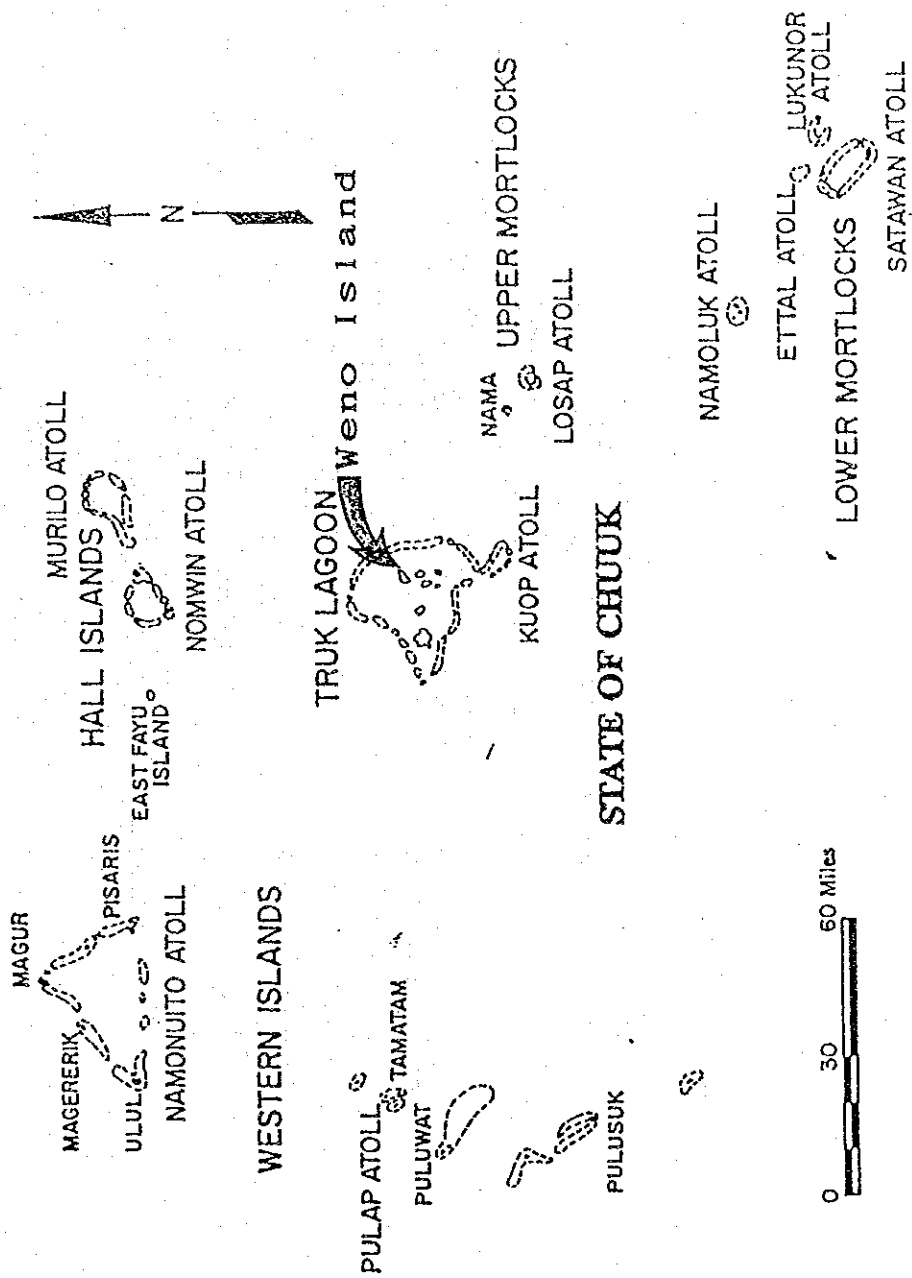 MAGUR
MAGERERIK
PISARIS
ULUL
NAMONUITO ATOLL
EAST FAYU
ISLAND
HALL ISLANDS
MURILO ATOLL
NOMWIN ATOLL
N
WESTERN ISLANDS
TRUK LAGOON
Weno Island
PULAP ATOLL
TAMATAM
PULUWAT
PULUSUK
KUOP ATOLL
NAMA
UPPER MORTLOCKS
LOSAP ATOLL
STATE OF CHUUK
NAMOLUK ATOLL
ETTAL ATOLL
LUKUNOR
ATOLL
LOWER MORTLOCKS
SATAWAN ATOLL
0 30 60 Miles